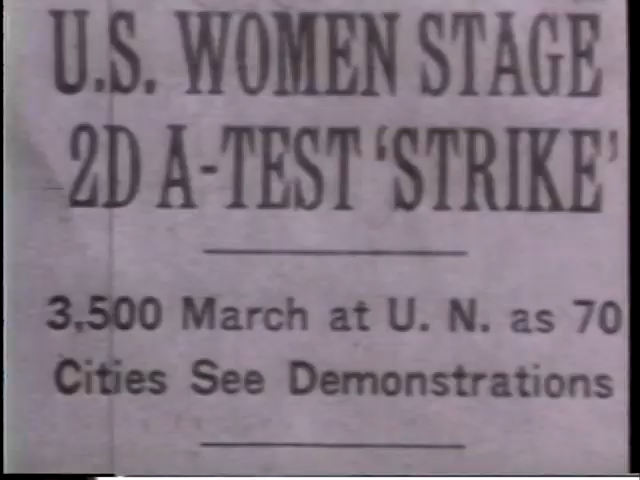 U.S. WOMEN STAGE
2D A-TEST ‘STRIKE’
3,500 March at U. N. as 70
Cities See Demonstrations